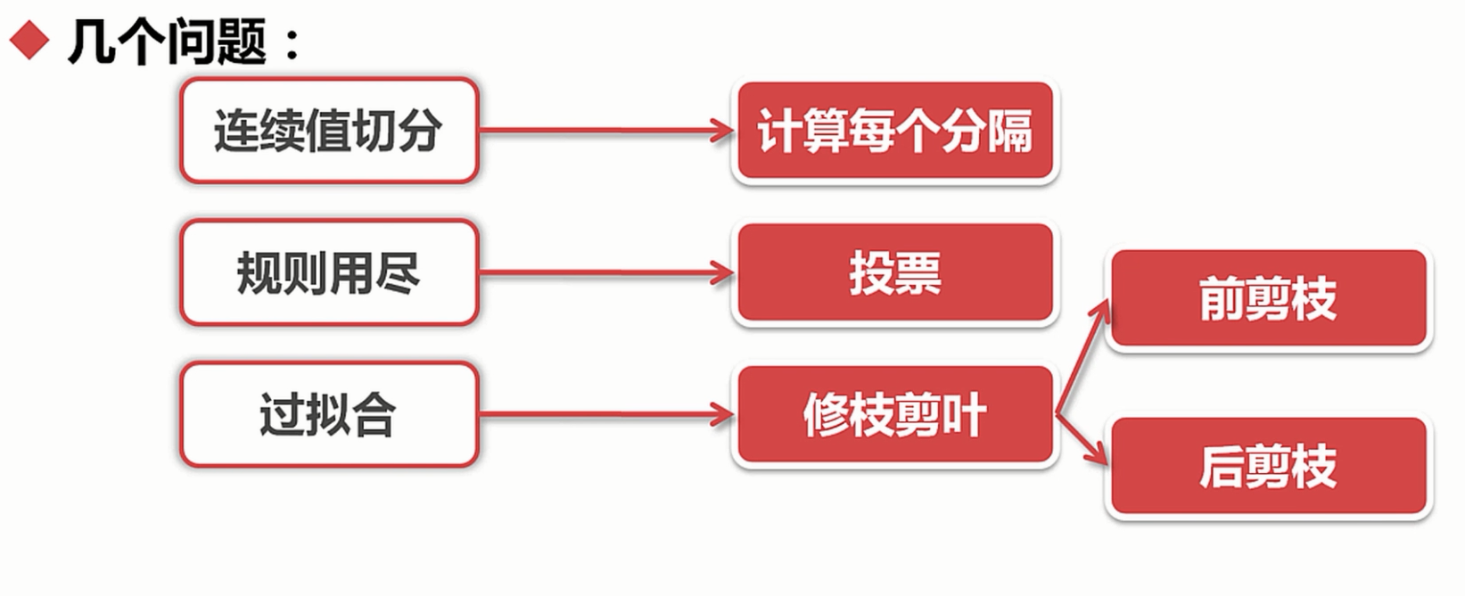 几个问题：
连续值切分
计算每个分隔
规则用尽
投票
前剪枝
过拟合
修枝剪叶
后剪枝